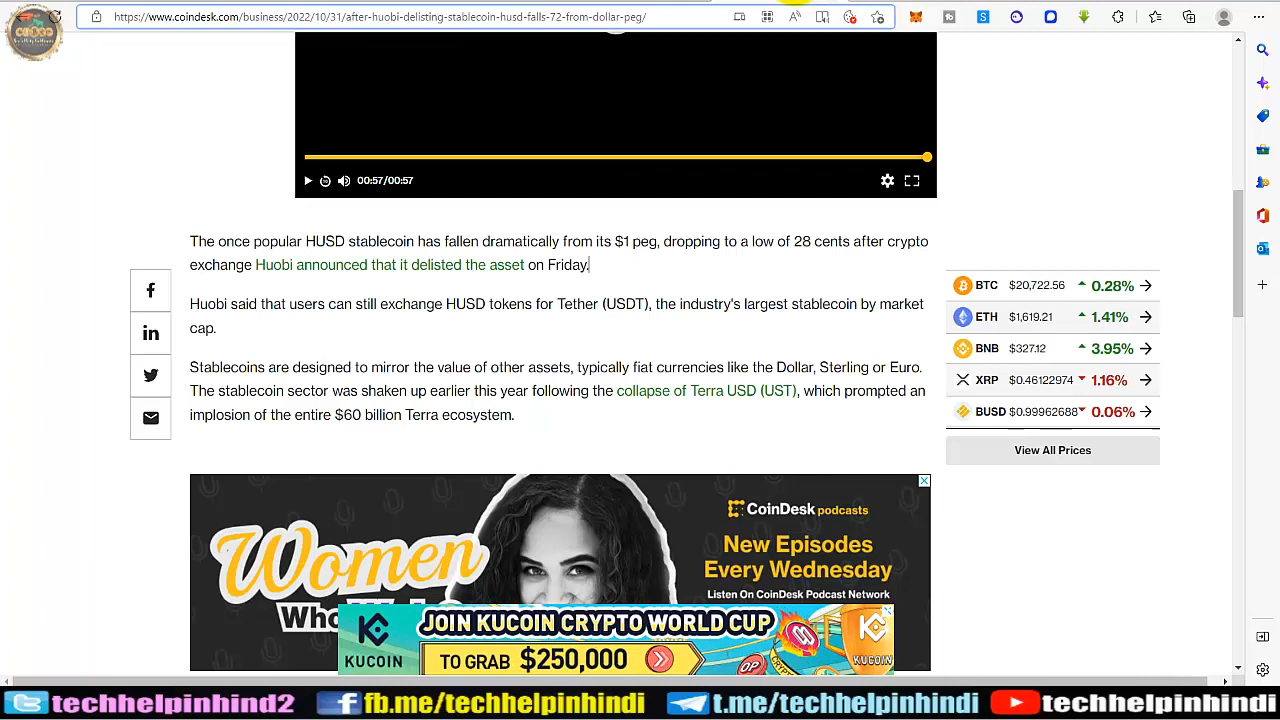 https://www.coindesk.com/business/2022/10/31/after-huobi-delisting-stablecoin-husd-falls-72-from-dollar-peg/
00:57/00:57
The once popular HUSD stablecoin has fallen dramatically from its $1 peg, dropping to a low of 28 cents after crypto
exchange Huobi announced that it delisted the asset on Friday.
Huobi said that users can still exchange HUSD tokens for Tether (USDT), the industry's largest stablecoin by market
cap.
Stablecoins are designed to mirror the value of other assets, typically fiat currencies like the Dollar, Sterling or Euro.
The stablecoin sector was shaken up earlier this year following the collapse of Terra USD (UST), which prompted an
implosion of the entire $60 billion Terra ecosystem.
BTC $20,722.56 0.28%
ETH $1,619.21 1.41%
BNB $327.12 3.95%
XRP $0.46122974 1.16%
BUSD $0.99962688 0.06%
View All Prices
Women
Who
CoinDesk podcasts
New Episodes
Every Wednesday
Listen On CoinDesk Podcast Network
KUCOIN
JOIN KUCOIN CRYPTO WORLD CUP
TO GRAB $250,000
OP
KUCOIN
techhelpinhind2
fb.me/techhelpinhindi
t.me/techhelpinhindi
techhelpinhindi